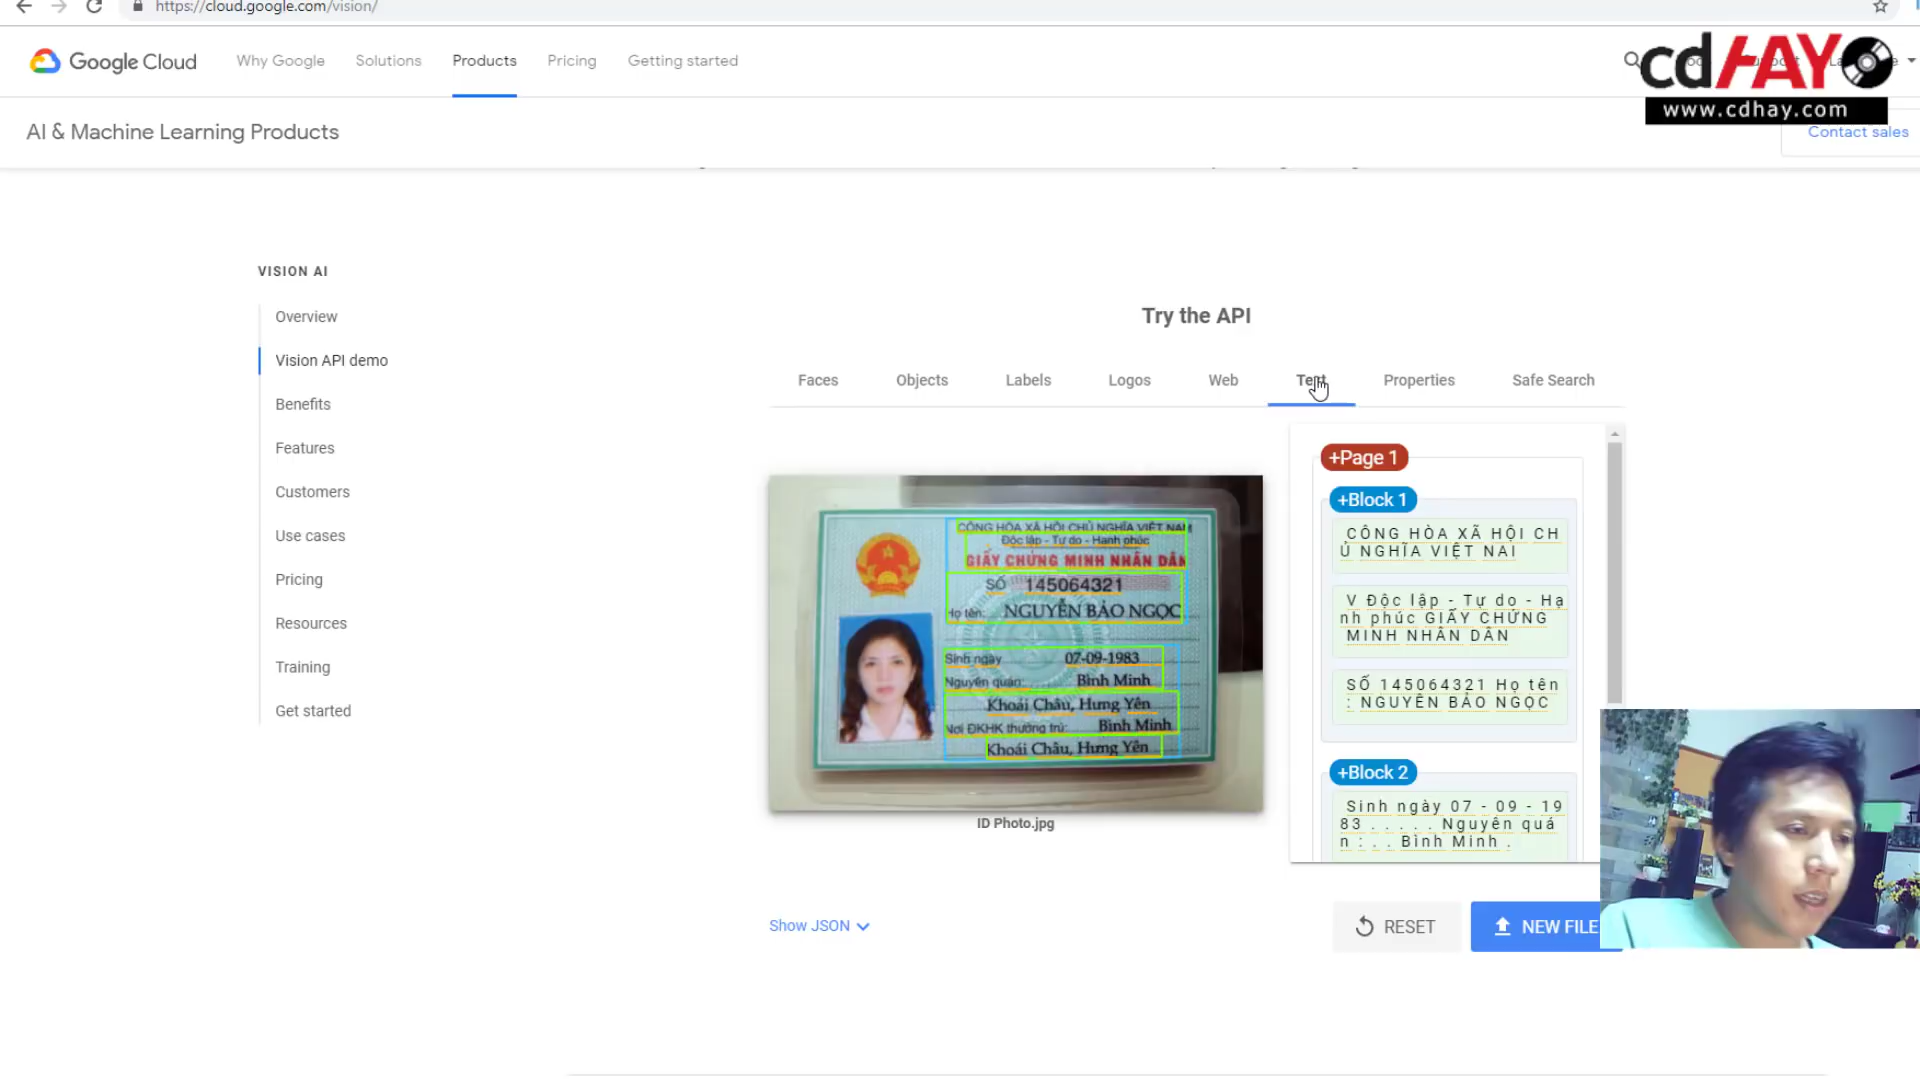 https://cloud.google.com/vision/
Google Cloud
Why Google
Solutions
Products
Pricing
Getting started
cdHAY
www.cdhay.com
AI & Machine Learning Products
Contact sales
VISION AI
Overview
Vision API demo
Benefits
Features
Customers
Use cases
Pricing
Resources
Training
Get started
Try the API
Faces
Objects
Labels
Logos
Web
Text
Properties
Safe Search
CỘNG HÒA XÃ HỘI CHỦ NGHĨA VIỆT NAM
Độc lập - Tự do - Hạnh phúc
GIẤY CHỨNG MINH NHÂN DÂN
SỐ 145064321
Họ tên: NGUYỄN BẢO NGỌC
Sinh ngày 07-09-1983
Nguyên quán: Bình Minh
Khoái Châu, Hưng Yên
Nơi ĐKHK thường trú: Bình Minh
Khoái Châu, Hưng Yên
ID Photo.jpg
+Page 1
+Block 1
CÔNG HÒA XÃ HỘI CH
Ủ NGHĨA VIỆT NAI
V Độc lập - Tự do - Hạ
nh phúc GIẤY CHỨNG
MINH NHÂN DÂN
SỐ 145064321 Họ tên
: NGUYÊN BẢO NGỌC
+Block 2
Sinh ngày 07 - 09 - 19
83 . . . . . Nguyên quá
n : . . Bình Minh .
Show JSON
RESET
NEW FILE